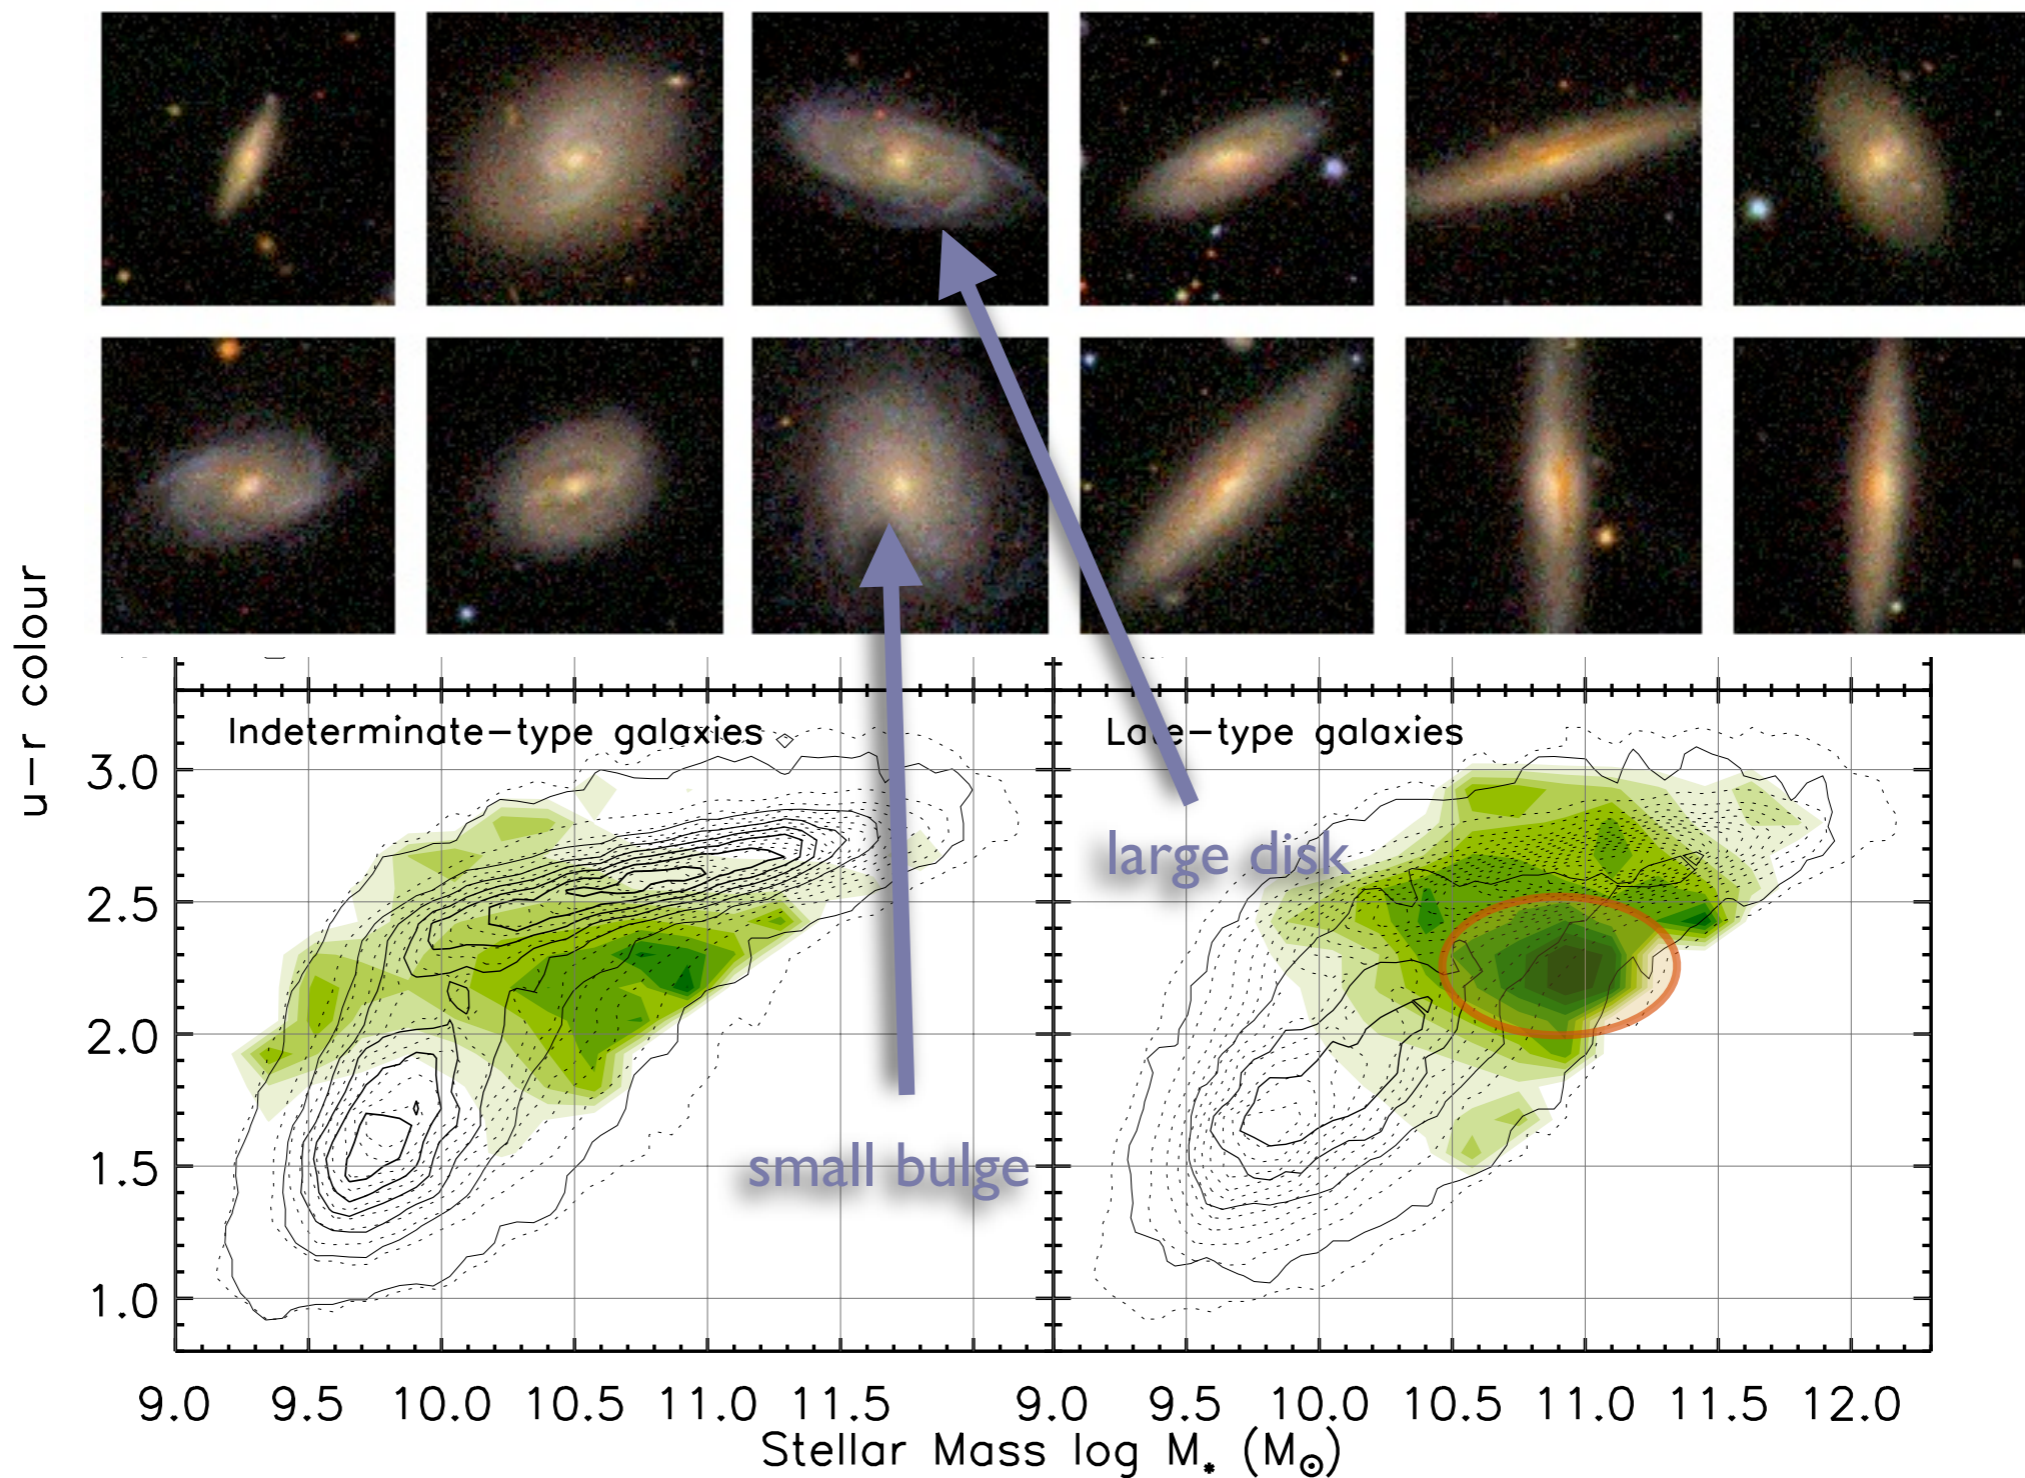 u-r colour
Indeterminate-type galaxies
Late-type galaxies
large disk
small bulge
3.0
2.5
2.0
1.5
1.0
9.0 9.5 10.0 10.5 11.0 11.5
9.0 9.5 10.0 10.5 11.0 11.5 12.0
Stellar Mass log M* (M☉)